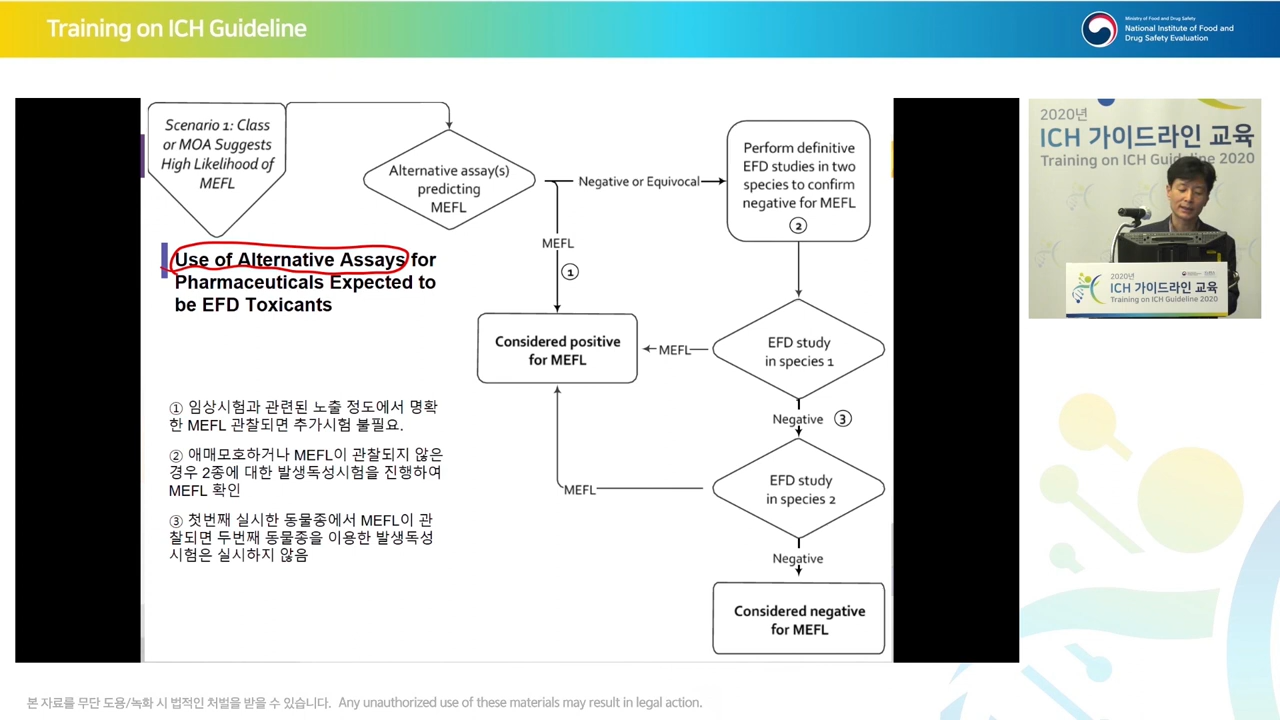 Training on ICH Guideline
Ministry of Food and Drug Safety
National Institute of Food and
Drug Safety Evaluation
Scenario 1: Class
or MOA Suggests
High Likelihood of
MEFL
Alternative assay(s)
predicting
MEFL
Negative or Equivocal
Perform definitive
EFD studies in two
species to confirm
negative for MEFL
②
MEFL
①
Use of Alternative Assays for
Pharmaceuticals Expected to
be EFD Toxicants
Considered positive
for MEFL
MEFL
EFD study
in species 1
Negative ③
① 임상시험과 관련된 노출 정도에서 명확
한 MEFL 관찰되면 추가시험 불필요.
② 애매모호하거나 MEFL이 관찰되지 않은
경우 2종에 대한 발생독성시험을 진행하여
MEFL 확인
③ 첫번째 실시한 동물종에서 MEFL이 관
찰되면 두번째 동물종을 이용한 발생독성
시험은 실시하지 않음
MEFL
EFD study
in species 2
Negative
Considered negative
for MEFL
2020년
ICH 가이드라인 교육
Training on ICH Guideline 2020
2020년
ICH 가이드라인 교육
Training on ICH Guideline 2020
본 자료를 무단 도용/녹화 시 법적인 처벌을 받을 수 있습니다. Any unauthorized use of these materials may result in legal action.